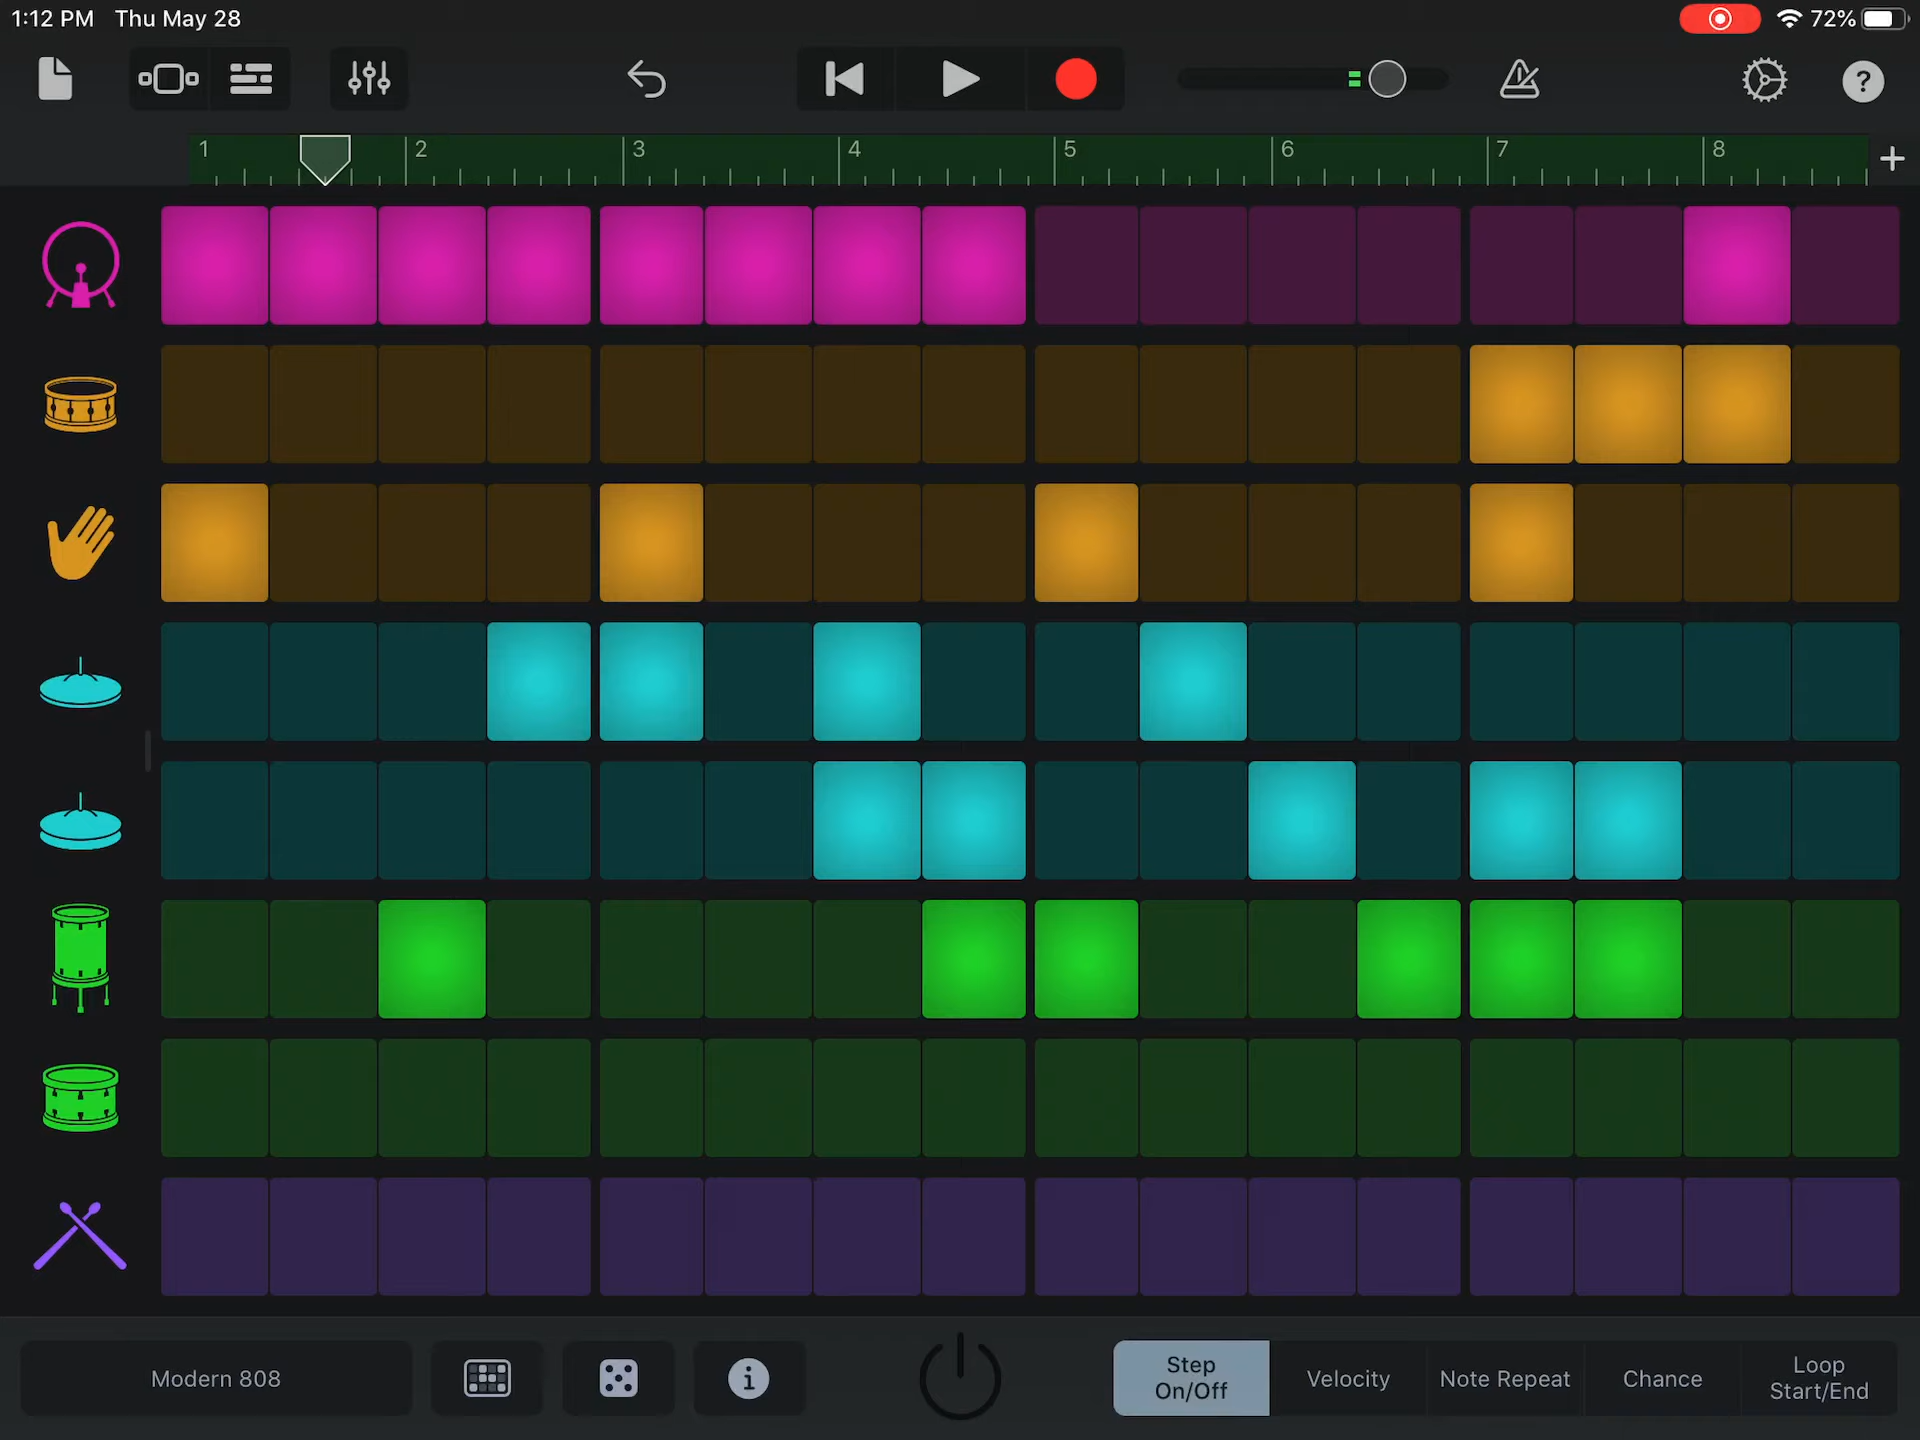 1:12 PM Thu May 28 72%
?
1 2 3 4 5 6 7 8 +
Modern 808
i
Step
On/Off
Velocity
Note Repeat
Chance
Loop
Start/End